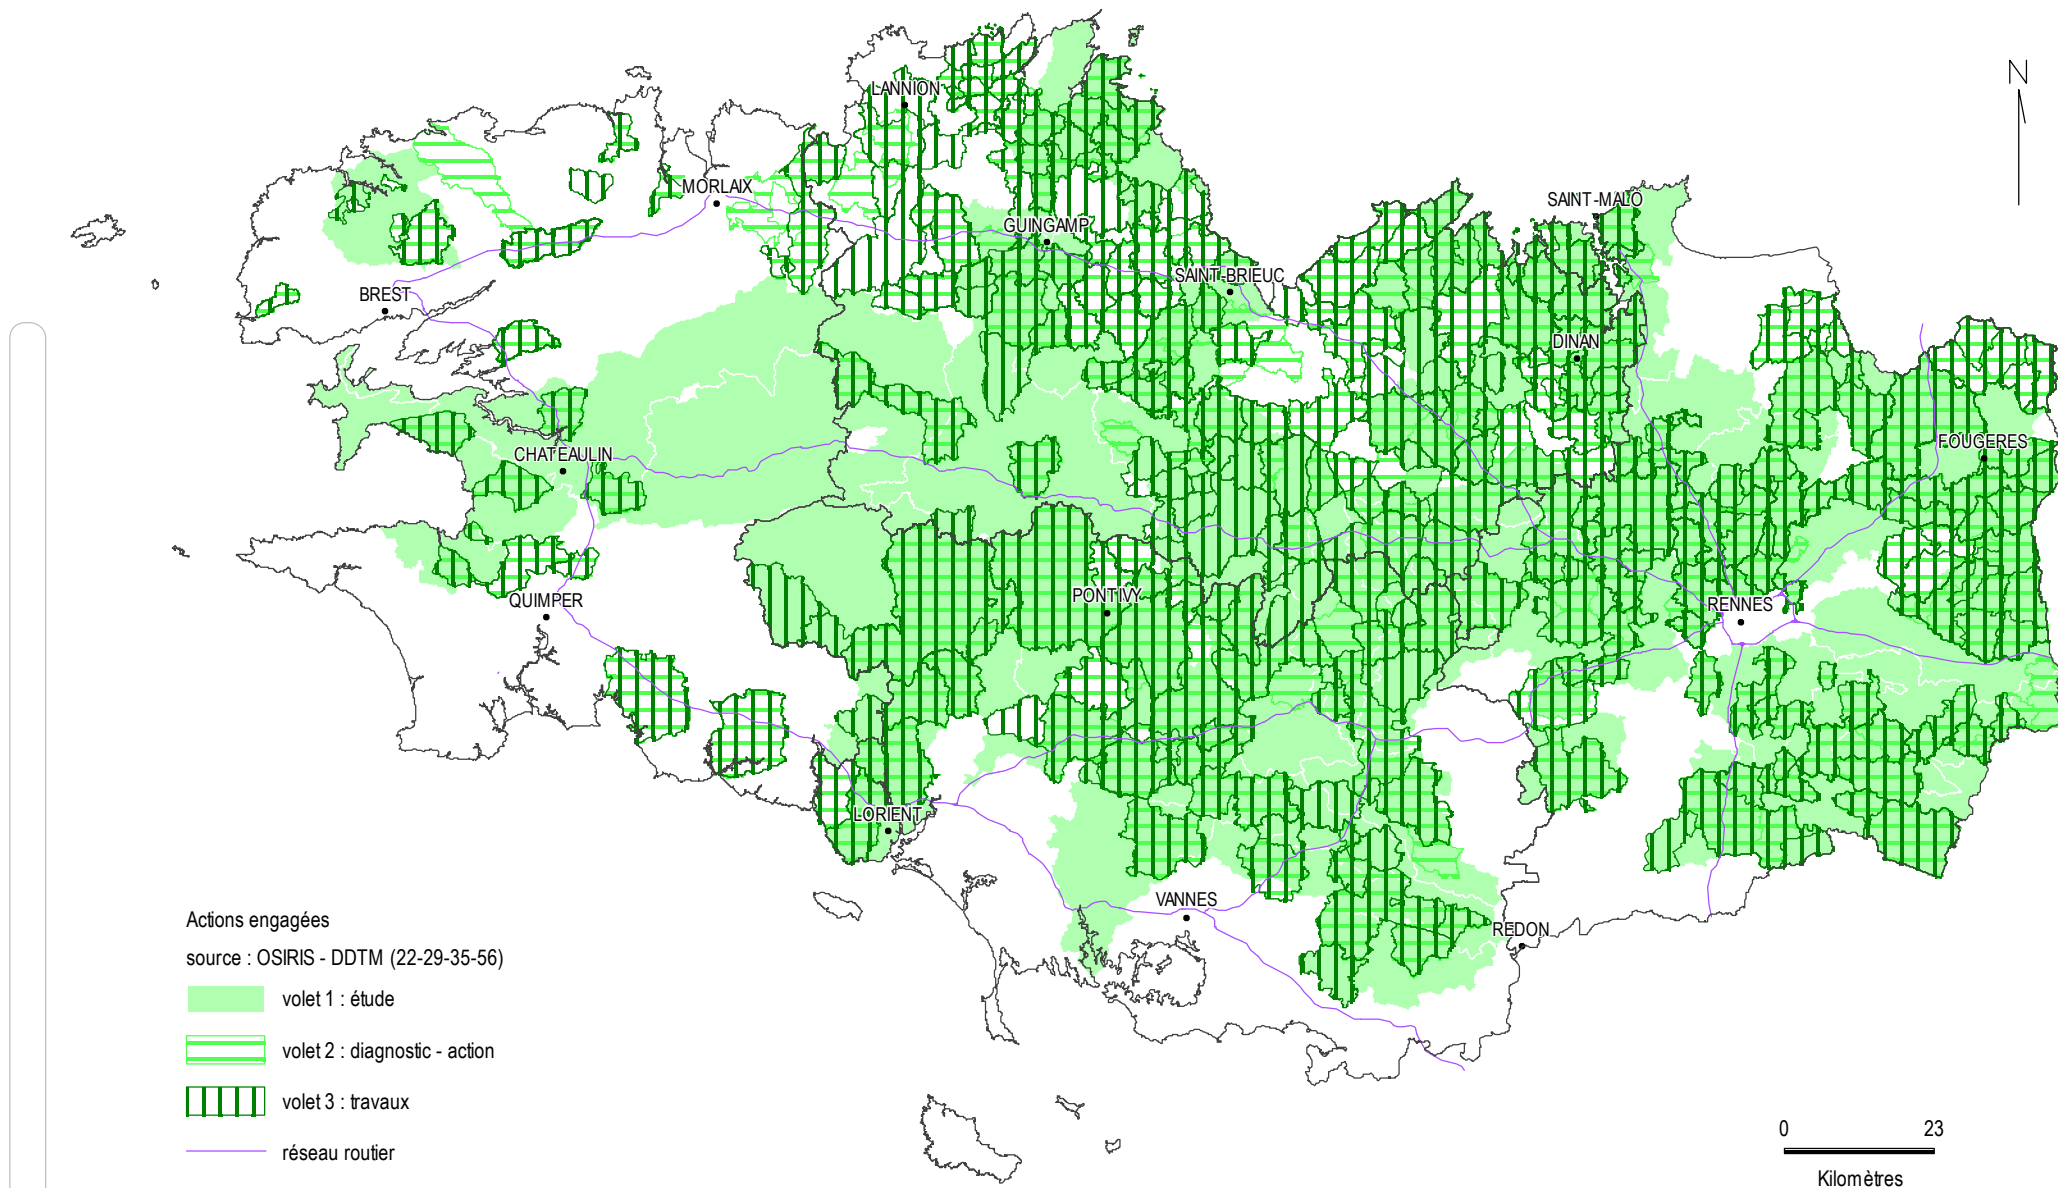 N
LANNION
MORLAIX
SAINT-MALO
GUINGAMP
SAINT-BRIEUC
BREST
DINAN
FOUGERES
CHATEAULIN
PONTIVY
QUIMPER
RENNES
LORIENT
VANNES
REDON
Actions engagées
source : OSIRIS - DDTM (22-29-35-56)
volet 1 : étude
volet 2 : diagnostic - action
volet 3 : travaux
réseau routier
0 23
Kilomètres